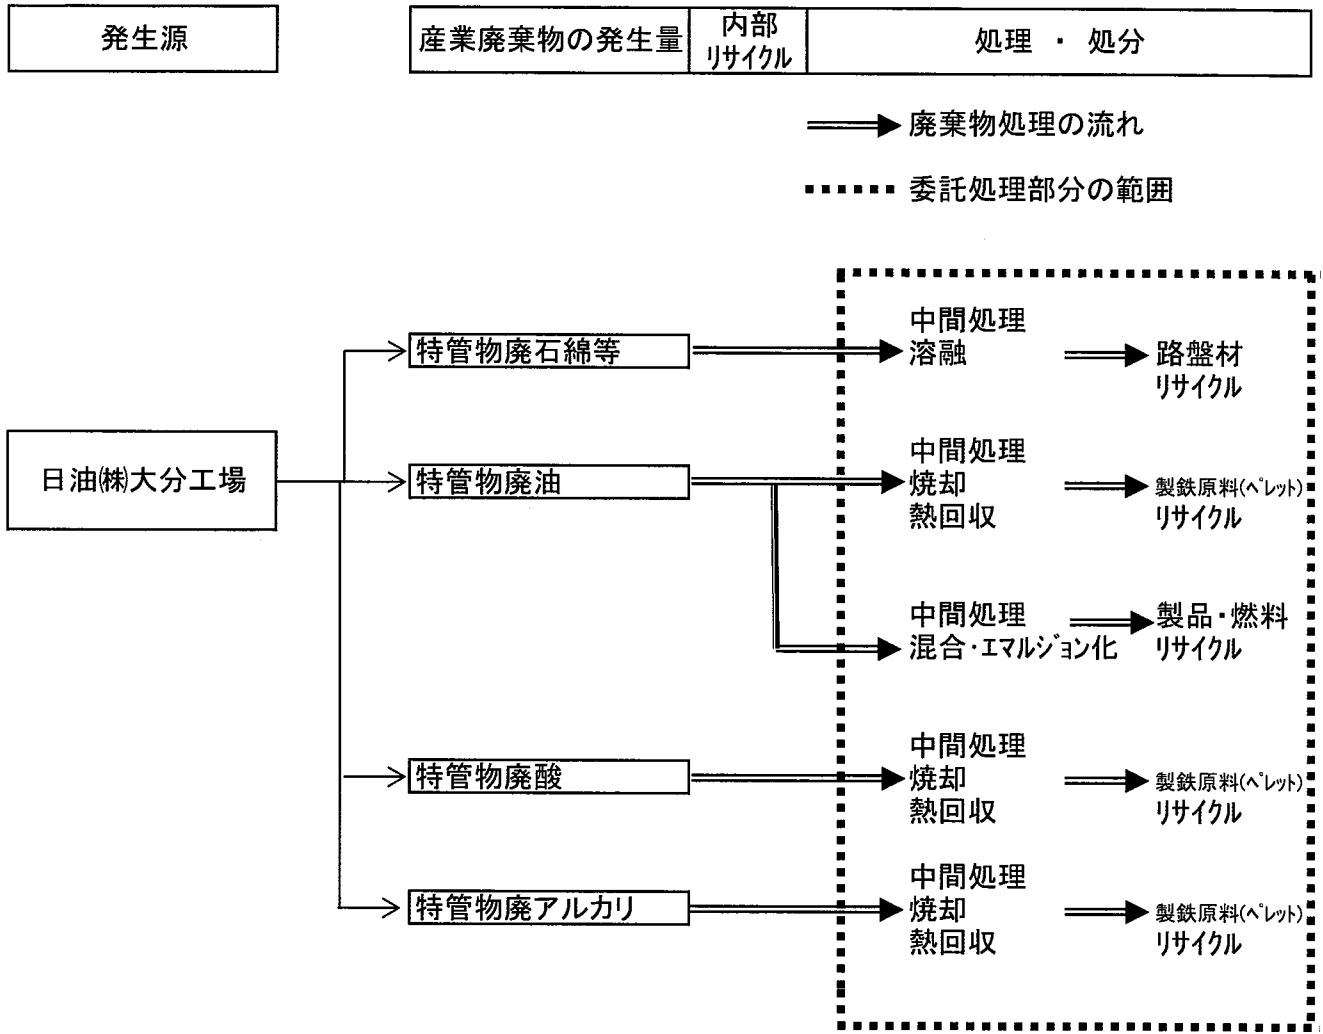 発生源
産業廃棄物の発生量
内部
リサイクル
処理 ・ 処分
廃棄物処理の流れ
委託処理部分の範囲
日油㈱大分工場
特管物廃石綿等
中間処理
溶融
路盤材
リサイクル
特管物廃油
中間処理
焼却
熱回収
製鉄原料(ペレット)
リサイクル
中間処理
混合・エマルジョン化
製品・燃料
リサイクル
特管物廃酸
中間処理
焼却
熱回収
製鉄原料(ペレット)
リサイクル
特管物廃アルカリ
中間処理
焼却
熱回収
製鉄原料(ペレット)
リサイクル